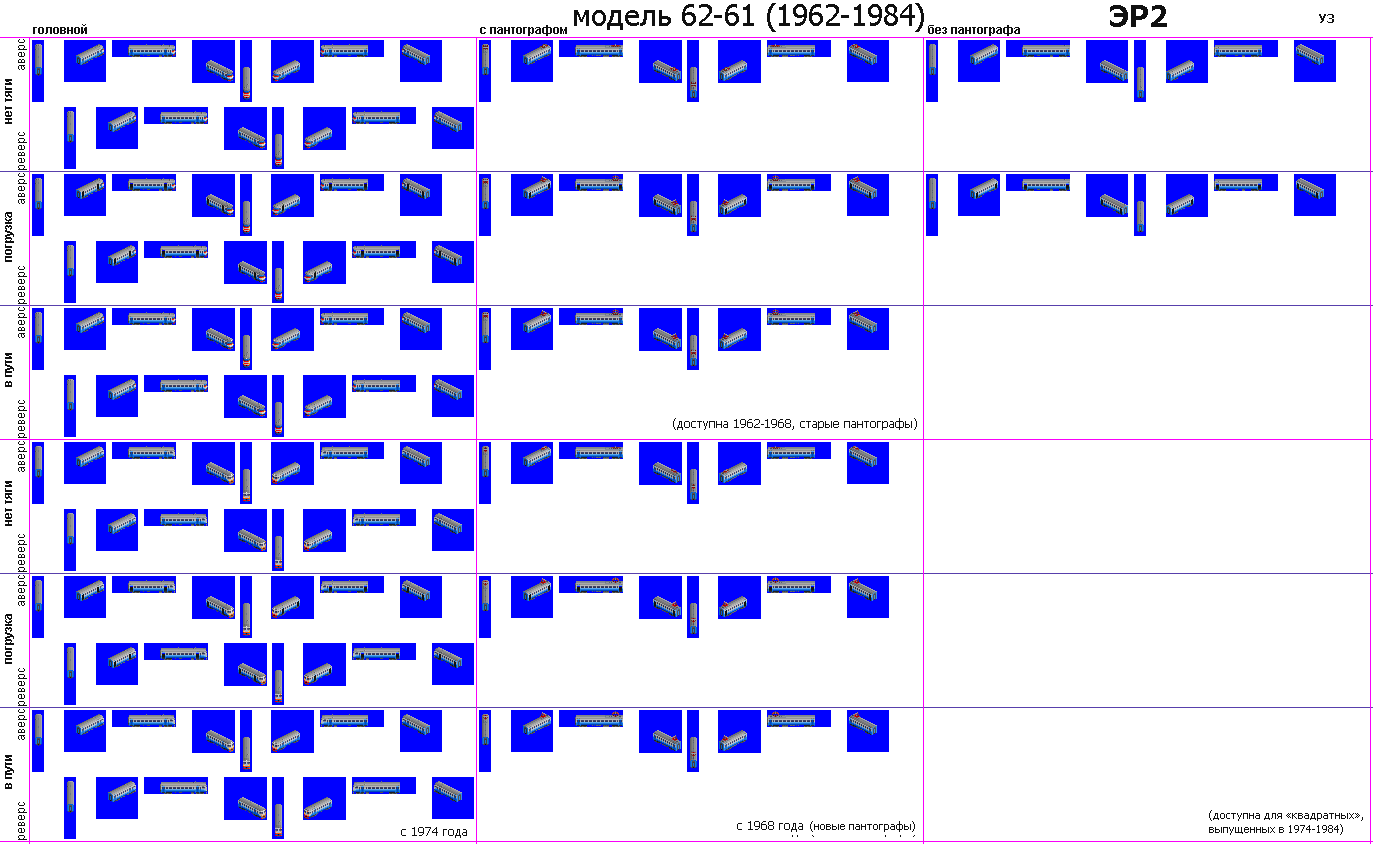 модель 62-61 (1962-1984)
ЭР2
УЗ
головной
с пантографом
без пантографа
нет тяги
аверс
реверс
погрузка
аверс
реверс
в пути
аверс
реверс
(доступна 1962-1968, старые пантографы)
нет тяги
аверс
реверс
погрузка
аверс
реверс
в пути
аверс
реверс
с 1974 года
с 1968 года (новые пантографы)
(доступна для «квадратных»,
выпущенных в 1974-1984)